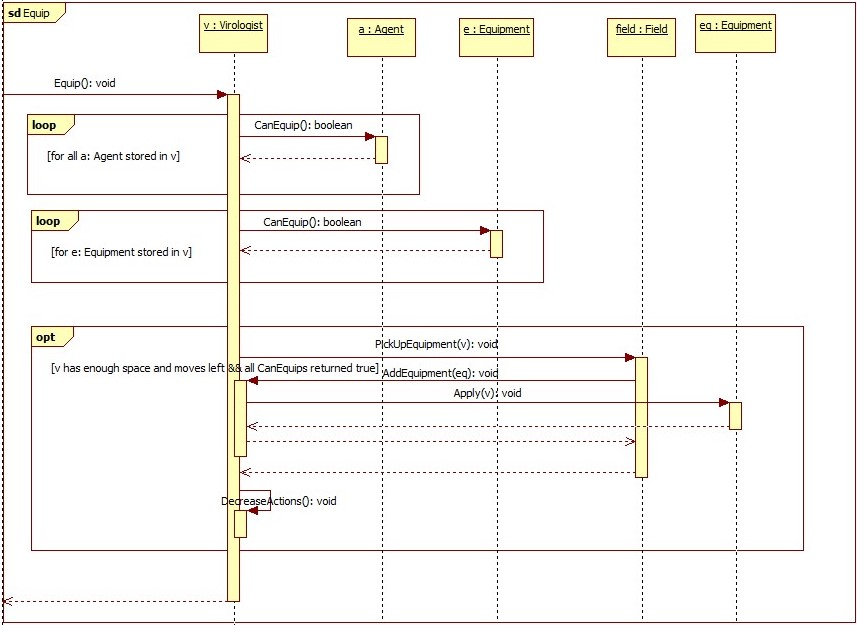 sd Equip
v : Virologist
a : Agent
e : Equipment
field : Field
eq : Equipment
Equip(): void
loop
CanEquip(): boolean
[for all a: Agent stored in v]
loop
CanEquip(): boolean
[for e: Equipment stored in v]
opt
PickUpEquipment(v): void
[v has enough space and moves left && all CanEquips returned true]
AddEquipment(eq): void
Apply(v): void
DecreaseActions(): void